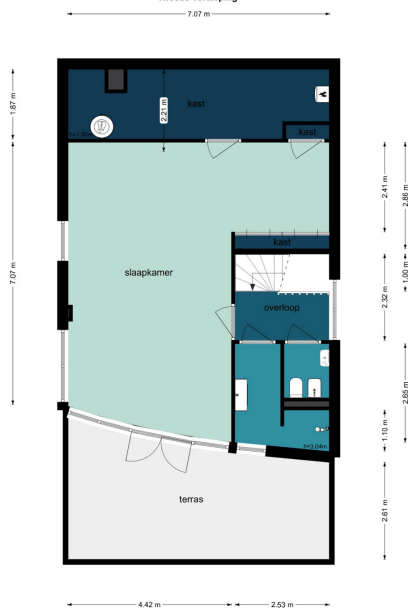 7.07 m
1.87 m
2.21 m
kast
kast
7.07 m
2.41 m
2.86 m
kast
slaapkamer
1.00 m
2.32 m
overloop
2.65 m
1.10 m
h=3.04m
terras
2.61 m
4.42 m
2.53 m